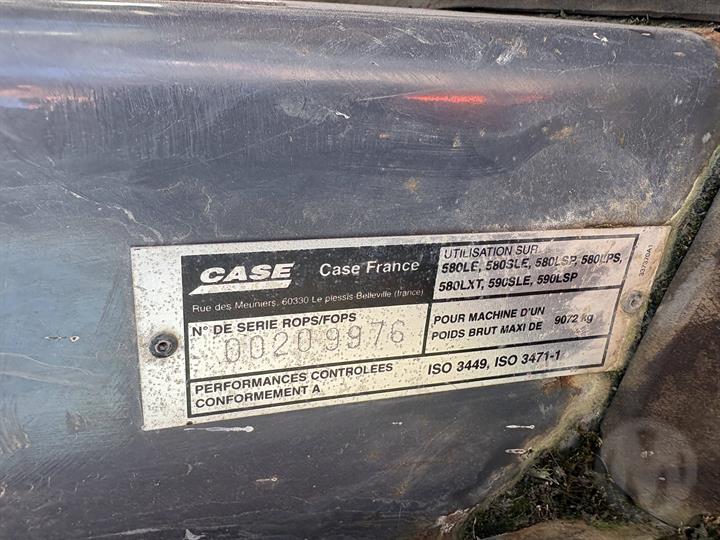 CASE Case France
Rue des Meuniers, 60330 Le plessis Belleville (france)
UTILISATION SUR
580LE, 580SLE, 580LSP, 580LPS,
580LXT, 590SLE, 590LSP
N° DE SERIE ROPS/FOPS
00209976
POUR MACHINE D'UN
POIDS BRUT MAXI DE 9072 kg
PERFORMANCES CONTROLEES
CONFORMEMENT A
ISO 3449, ISO 3471-1
M